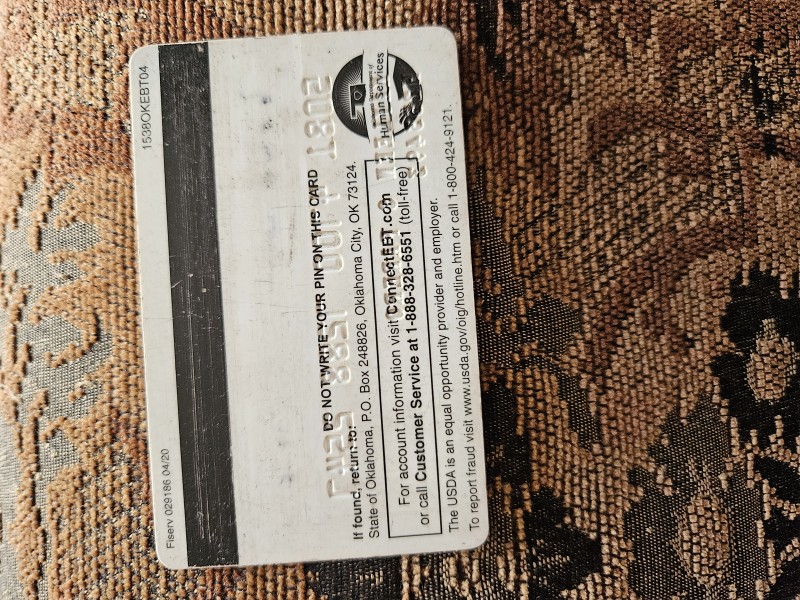 1538OKEBT04
Fiserv 029186 04/20
DO NOT WRITE YOUR PIN ON THIS CARD
If found, return to:
State of Oklahoma, P.O. Box 248826, Oklahoma City, OK 73124.
Human Services
For account information visit ConnectEBT.com
or call Customer Service at 1-888-328-6551 (toll-free)
The USDA is an equal opportunity provider and employer.
To report fraud visit www.usda.gov/oig/hotline.htm or call 1-800-424-9121.